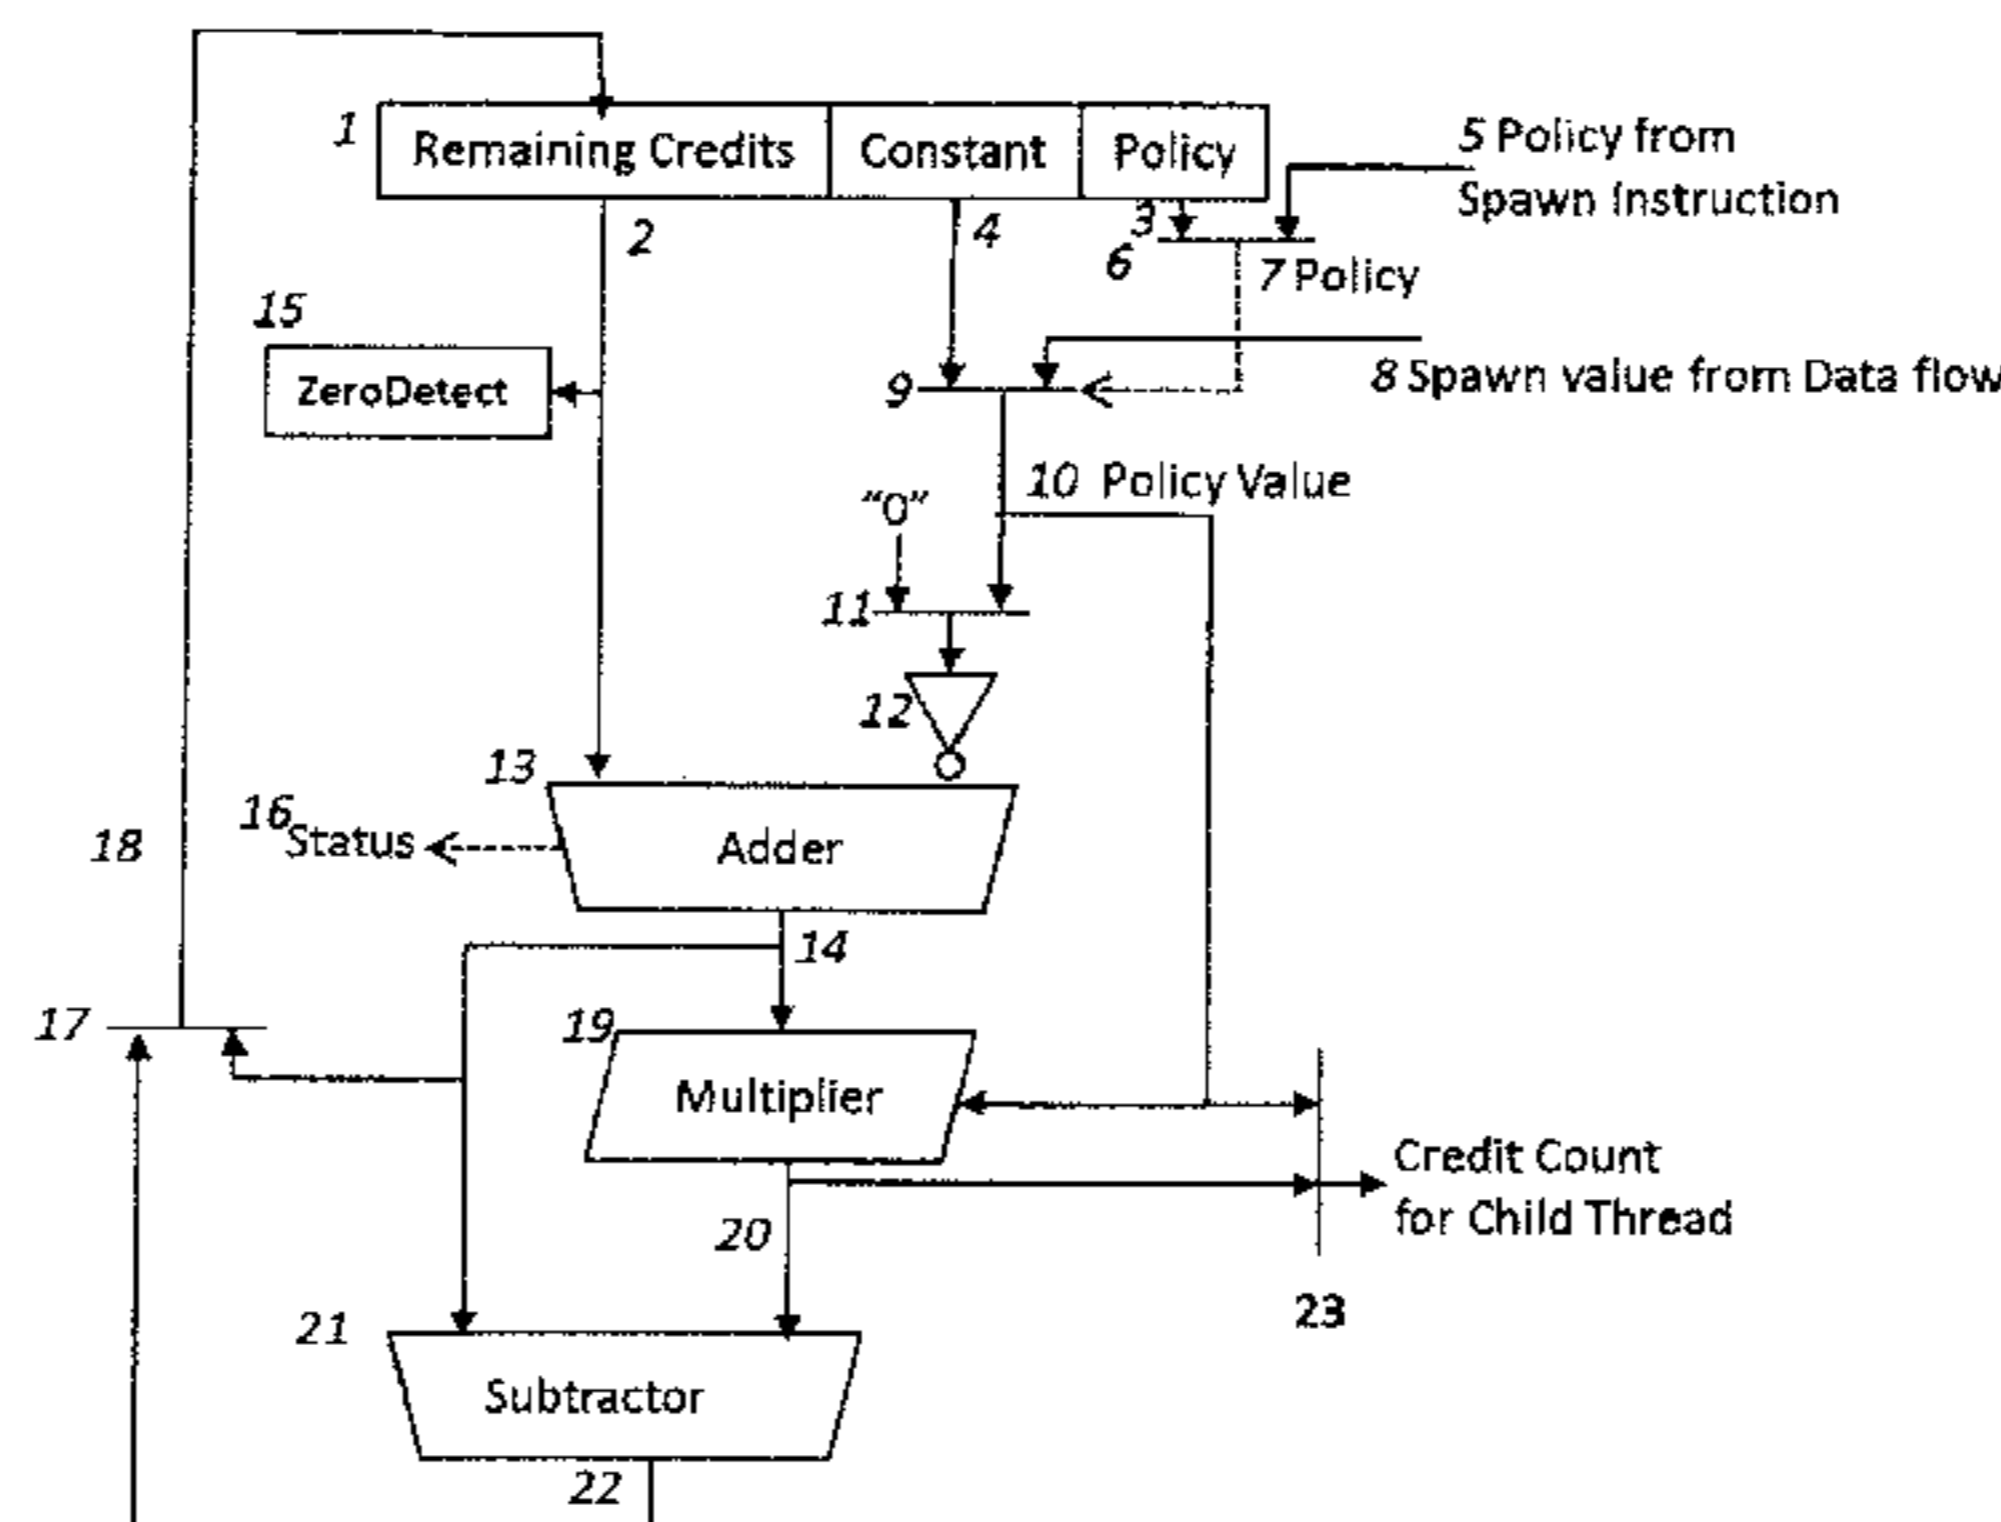 1 Remaining Credits Constant Policy
5 Policy from
Spawn Instruction
2
4
3
6
7 Policy
15
ZeroDetect
9
8 Spawn value from Data flow
10 Policy Value
"0"
11
12
13
16 Status
Adder
18
14
17
19
Multiplier
Credit Count
for Child Thread
20
23
21
Subtractor
22